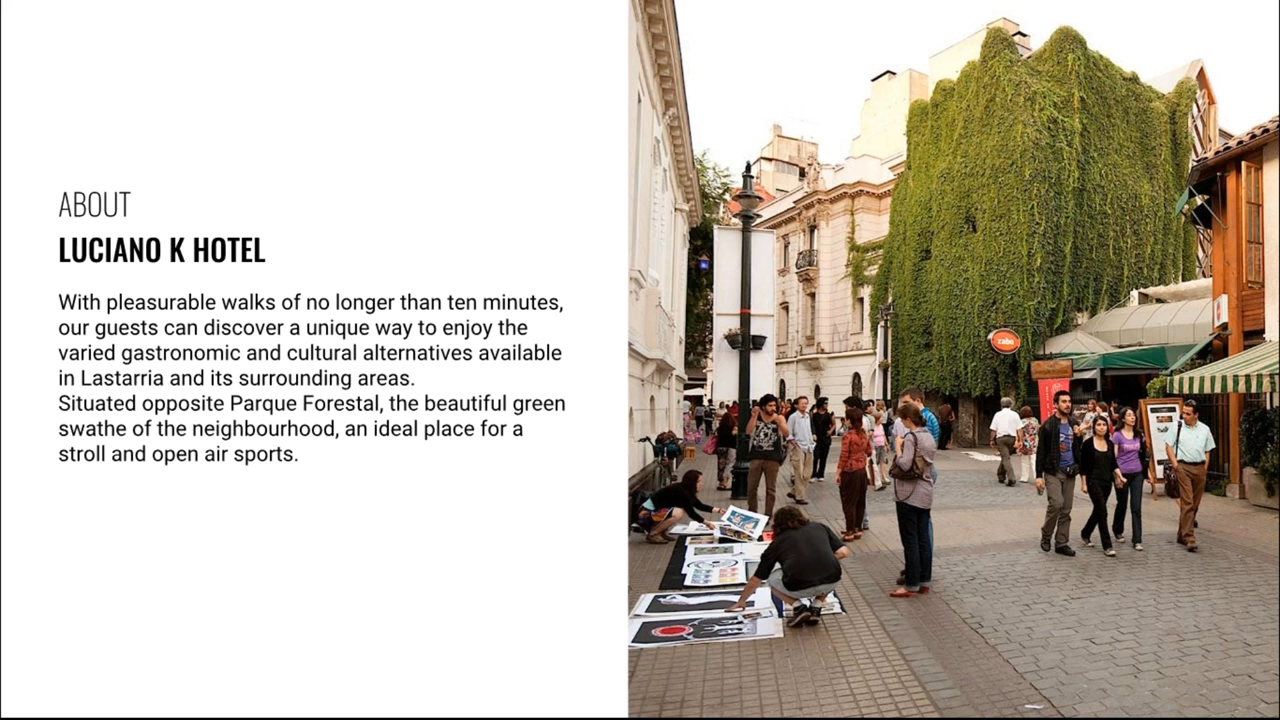 ABOUT
LUCIANO K HOTEL
With pleasurable walks of no longer than ten minutes,
our guests can discover a unique way to enjoy the
varied gastronomic and cultural alternatives available
in Lastarria and its surrounding areas.
Situated opposite Parque Forestal, the beautiful green
swathe of the neighbourhood, an ideal place for a
stroll and open air sports.
zabo